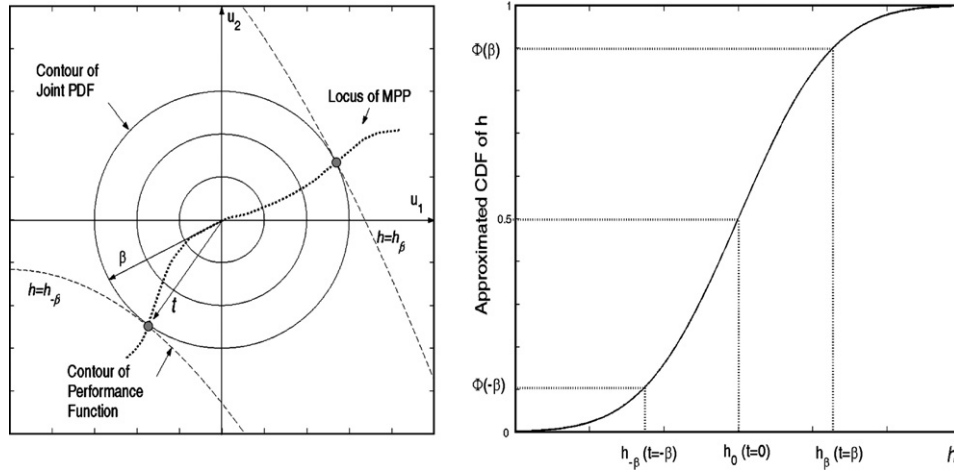 u₂
Contour of
Joint PDF
Locus of MPP
u₁
β
h=h_β
h=h_-β
t
Contour of
Performance
Function
1
Φ(β)
0.5
Φ(-β)
0
Approximated CDF of h
h_-β (t=-β)
h₀ (t=0)
h_β (t=β)
h